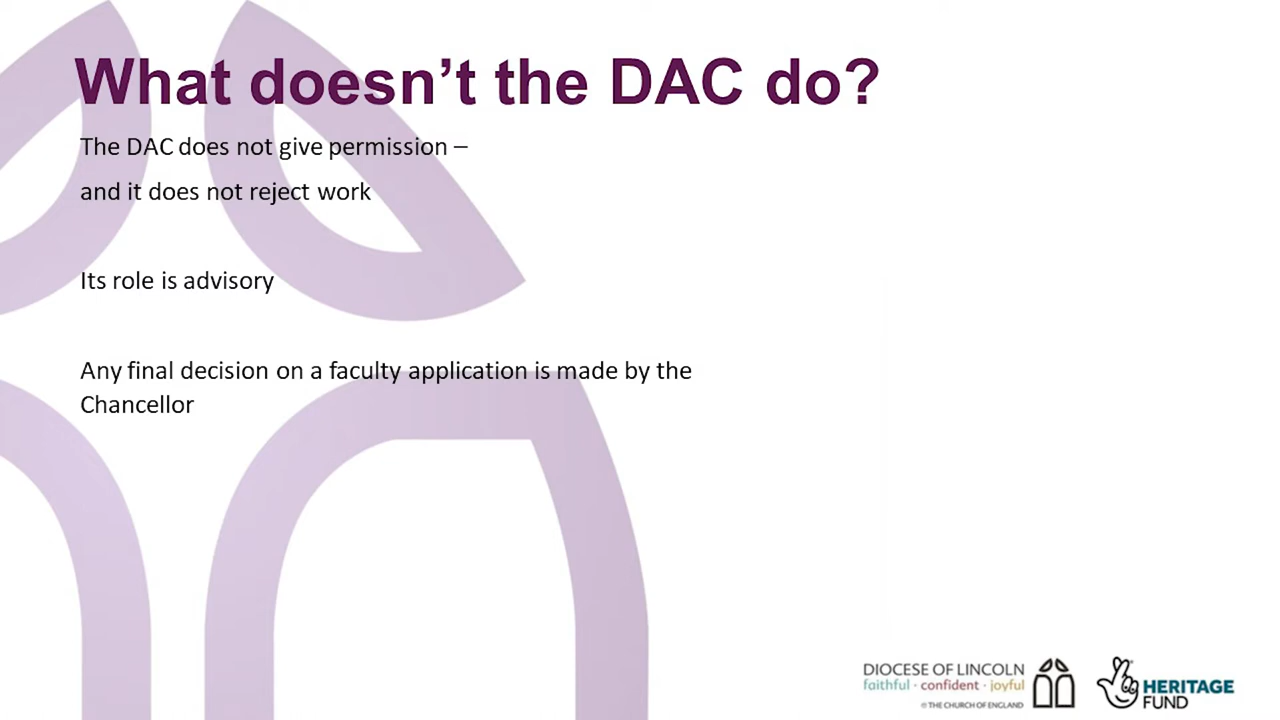 What doesn’t the DAC do?
The DAC does not give permission –
and it does not reject work
Its role is advisory
Any final decision on a faculty application is made by the
Chancellor
DIOCESE OF LINCOLN
faithful · confident · joyful
© THE CHURCH OF ENGLAND
HERITAGE
FUND